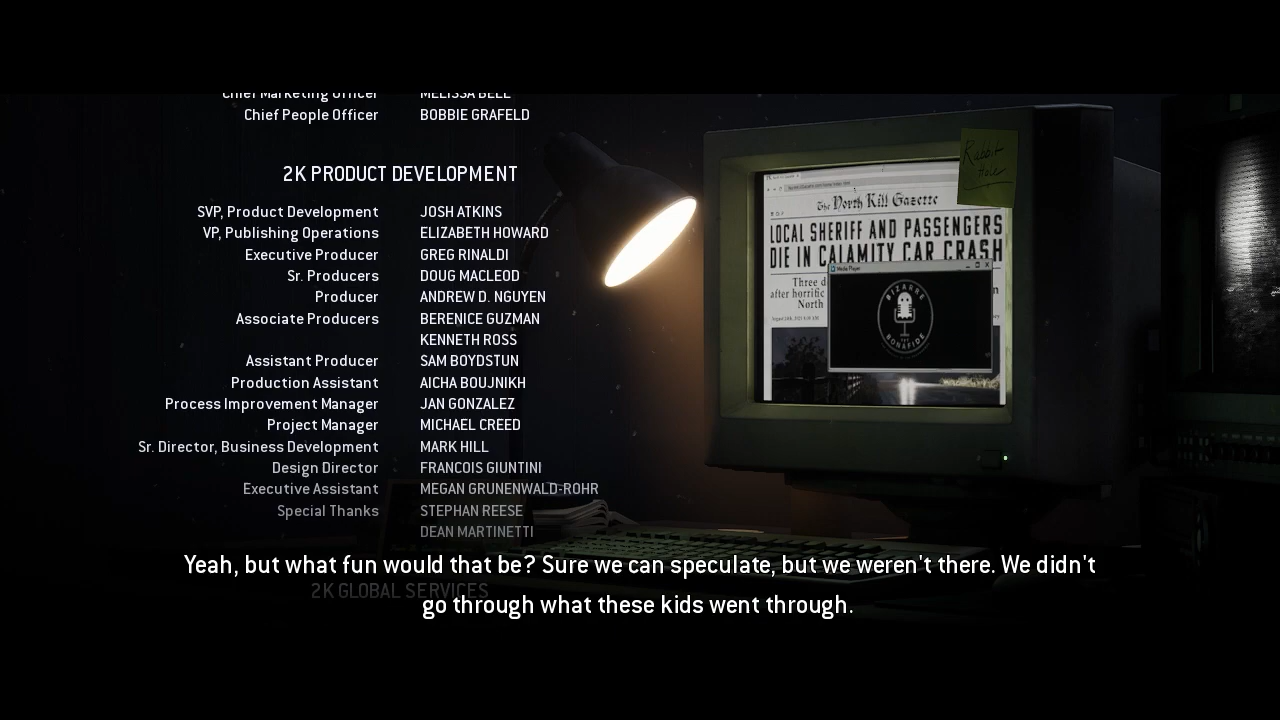 Chief Marketing Officer MELISSA BELL
Chief People Officer BOBBIE GRAFELD
2K PRODUCT DEVELOPMENT
SVP, Product Development JOSH ATKINS
VP, Publishing Operations ELIZABETH HOWARD
Executive Producer GREG RINALDI
Sr. Producers DOUG MACLEOD
Producer ANDREW D. NGUYEN
Associate Producers BERENICE GUZMAN
KENNETH ROSS
Assistant Producer SAM BOYDSTUN
Production Assistant AICHA BOUJNIKH
Process Improvement Manager JAN GONZALEZ
Project Manager MICHAEL CREED
Sr. Director, Business Development MARK HILL
Design Director FRANCOIS GIUNTINI
Executive Assistant MEGAN GRUNENWALD-ROHR
Special Thanks STEPHAN REESE
DEAN MARTINETTI
2K GLOBAL SERVICES
Yeah, but what fun would that be? Sure we can speculate, but we weren't there. We didn't
go through what these kids went through.
Rabbit
Hole
The North Kill Gazette
LOCAL SHERIFF AND PASSENGERS
DIE IN CALAMITY CAR CRASH
Three d
after horrific
North
Media Player
BIZARRE
BONAFIDE